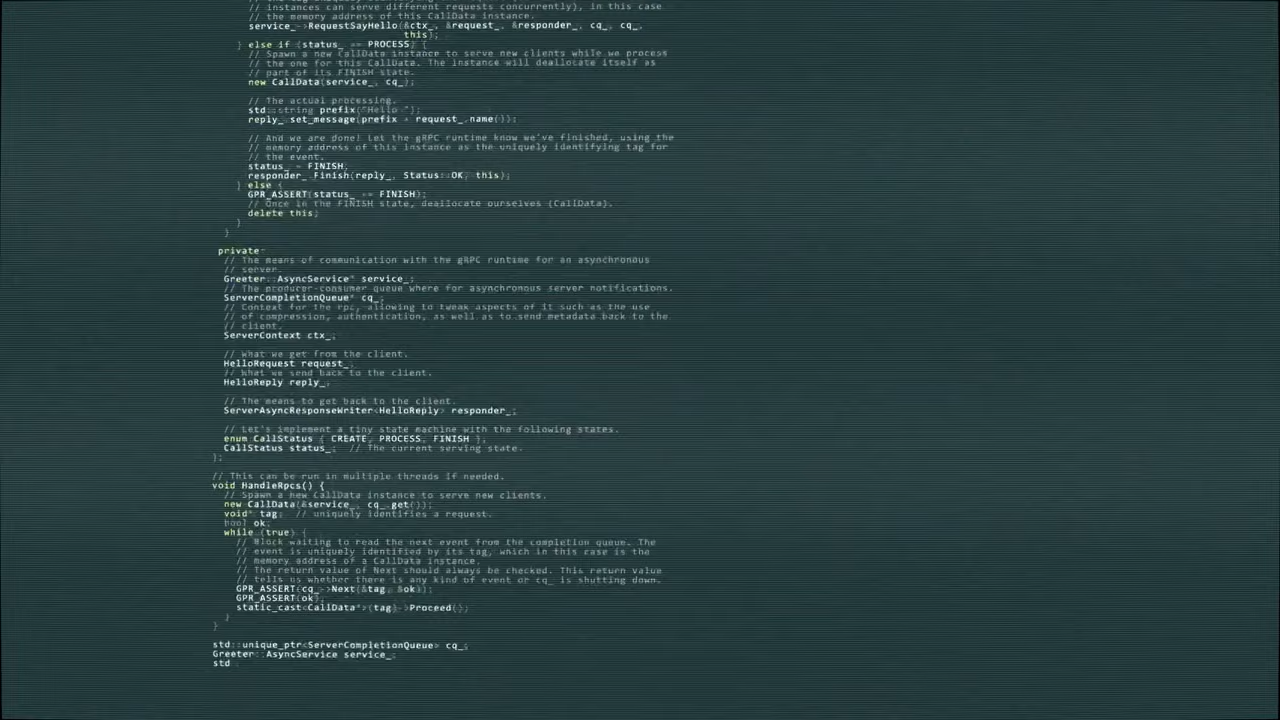 // instances can serve different requests concurrently), in this case
// the memory address of this CallData instance.
service_->RequestSayHello(&ctx_, &request_, &responder_, cq_, cq_,
this);
} else if (status_ == PROCESS) {
// Spawn a new CallData instance to serve new clients while we process
// the one for this CallData. The instance will deallocate itself as
// part of its FINISH state.
new CallData(service_, cq_);
// The actual processing.
std::string prefix("Hello ");
reply_.set_message(prefix + request_.name());
// And we are done! Let the gRPC runtime know we've finished, using the
// memory address of this instance as the uniquely identifying tag for
// the event.
status_ = FINISH;
responder_.Finish(reply_, Status::OK, this);
} else {
GPR_ASSERT(status_ == FINISH);
// Once in the FINISH state, deallocate ourselves (CallData).
delete this;
}
}
private:
// The means of communication with the gRPC runtime for an asynchronous
// server.
Greeter::AsyncService* service_;
// The producer-consumer queue where for asynchronous server notifications.
ServerCompletionQueue* cq_;
// Context for the rpc, allowing to tweak aspects of it such as the use
// of compression, authentication, as well as to send metadata back to the
// client.
ServerContext ctx_;
// What we get from the client.
HelloRequest request_;
// What we send back to the client.
HelloReply reply_;
// The means to get back to the client.
ServerAsyncResponseWriter<HelloReply> responder_;
// Let's implement a tiny state machine with the following states.
enum CallStatus { CREATE, PROCESS, FINISH };
CallStatus status_; // The current serving state.
};
// This can be run in multiple threads if needed.
void HandleRpcs() {
// Spawn a new CallData instance to serve new clients.
new CallData(&service_, cq_.get());
void* tag; // uniquely identifies a request.
bool ok;
while (true) {
// Block waiting to read the next event from the completion queue. The
// event is uniquely identified by its tag, which in this case is the
// memory address of a CallData instance.
// The return value of Next should always be checked. This return value
// tells us whether there is any kind of event or cq_ is shutting down.
GPR_ASSERT(cq_->Next(&tag, &ok));
GPR_ASSERT(ok);
static_cast<CallData*>(tag)->Proceed();
}
}
std::unique_ptr<ServerCompletionQueue> cq_;
Greeter::AsyncService service_;
std: